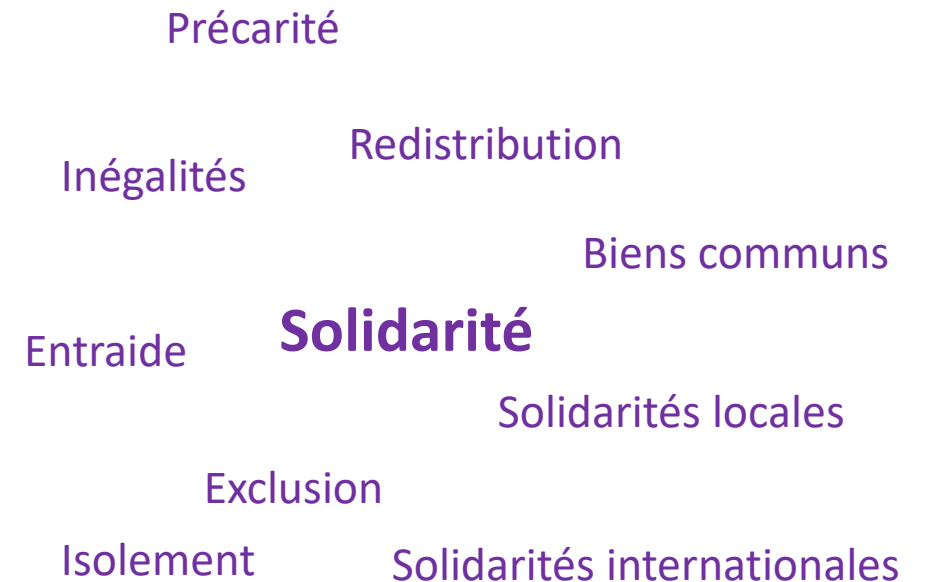 Précarité
Redistribution
Inégalités
Biens communs
Solidarité
Entraide
Solidarités locales
Exclusion
Isolement
Solidarités internationales